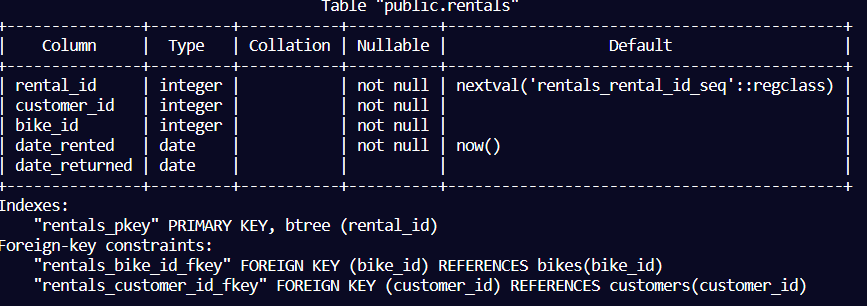 Table "public.rentals"
+---------------+---------+-----------+----------+--------------------------------------------+
|    Column     |  Type   | Collation | Nullable |                  Default                   |
+---------------+---------+-----------+----------+--------------------------------------------+
| rental_id     | integer |           | not null | nextval('rentals_rental_id_seq'::regclass) |
| customer_id   | integer |           | not null |                                            |
| bike_id       | integer |           | not null |                                            |
| date_rented   | date    |           | not null | now()                                      |
| date_returned | date    |           |          |                                            |
+---------------+---------+-----------+----------+--------------------------------------------+
Indexes:
    "rentals_pkey" PRIMARY KEY, btree (rental_id)
Foreign-key constraints:
    "rentals_bike_id_fkey" FOREIGN KEY (bike_id) REFERENCES bikes(bike_id)
    "rentals_customer_id_fkey" FOREIGN KEY (customer_id) REFERENCES customers(customer_id)